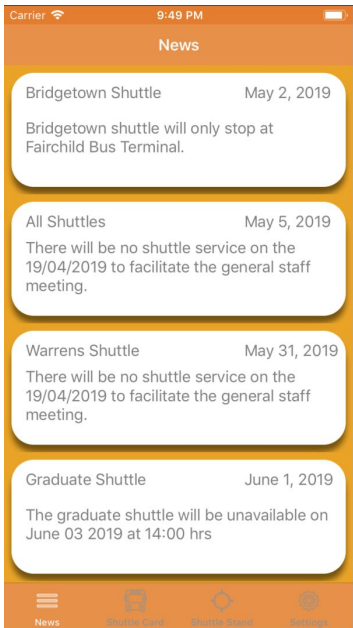 Carrier 9:49 PM
News
Bridgetown Shuttle May 2, 2019
Bridgetown shuttle will only stop at
Fairchild Bus Terminal.
All Shuttles May 5, 2019
There will be no shuttle service on the
19/04/2019 to facilitate the general staff
meeting.
Warrens Shuttle May 31, 2019
There will be no shuttle service on the
19/04/2019 to facilitate the general staff
meeting.
Graduate Shuttle June 1, 2019
The graduate shuttle will be unavailable on
June 03 2019 at 14:00 hrs
News Shuttle Card Shuttle Stand Settings